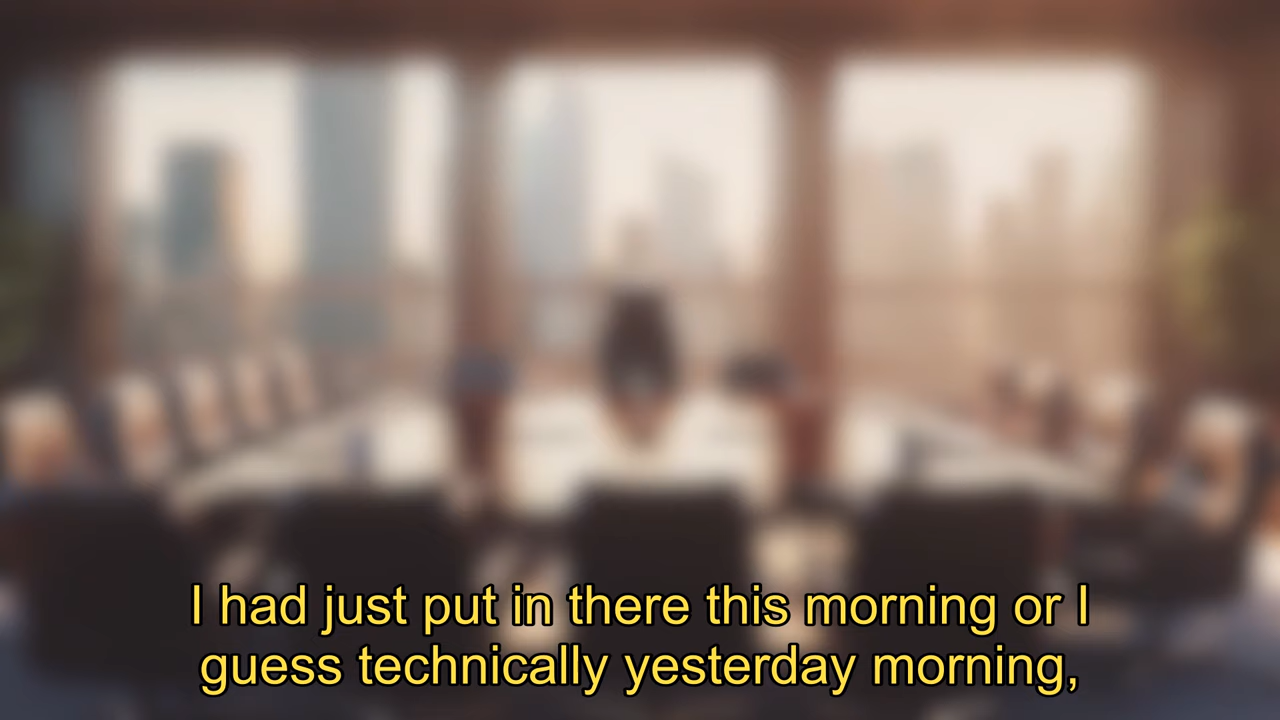 I had just put in there this morning or I
guess technically yesterday morning,